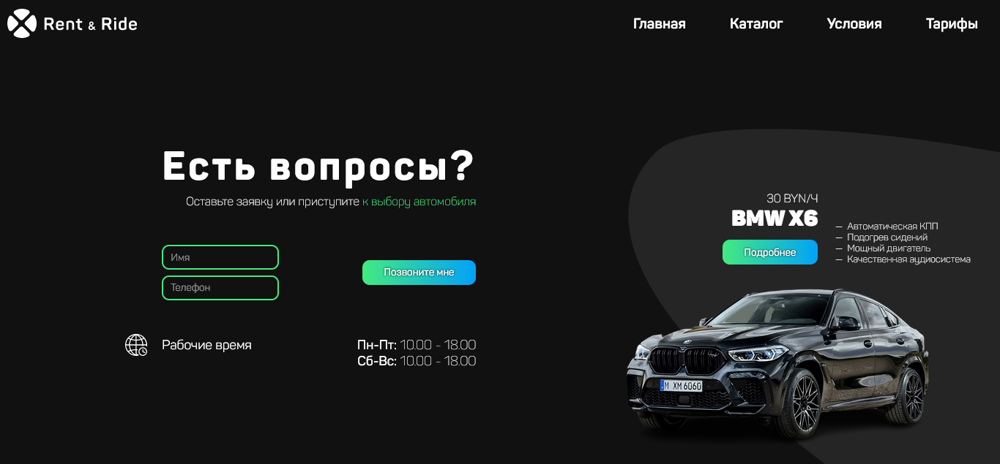 Rent & Ride
Главная
Каталог
Условия
Тарифы
Есть вопросы?
Оставьте заявку или приступите к выбору автомобиля
Имя
Телефон
Позвоните мне
Рабочие время
Пн-Пт: 10.00 - 18.00
Сб-Вс: 10.00 - 18.00
30 BYN/Ч
BMW X6
Подробнее
— Автоматическая КПП
— Подогрев сидений
— Мощный двигатель
— Качественная аудиосистема
M XM 6060